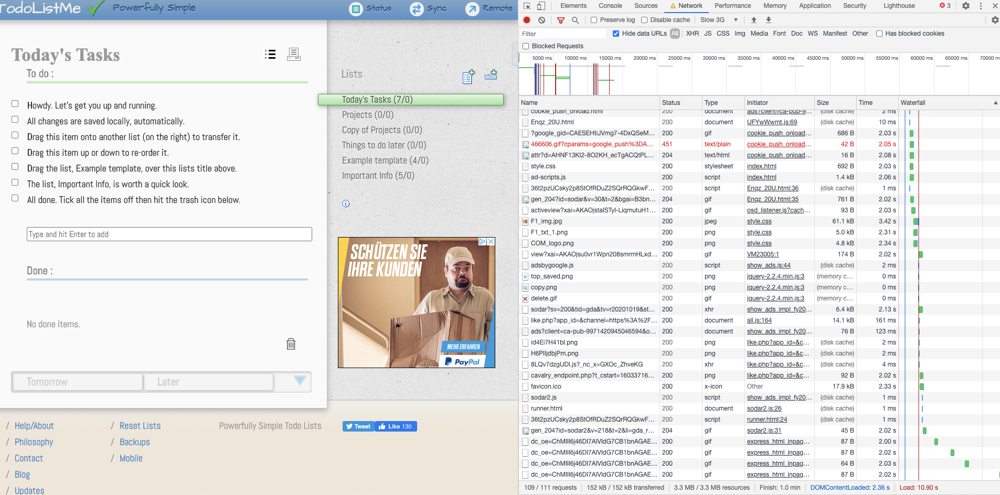 TodoListMe
Powerfully Simple
Status
Sync
Remote
Today's Tasks
To do :
Howdy. Let's get you up and running.
All changes are saved locally, automatically.
Drag this item onto another list (on the right) to transfer it.
Drag this item up or down to re-order it.
Drag the list, Example template, over this lists title above.
The list, Important Info, is worth a quick look.
All done. Tick all the items off then hit the trash icon below.
Type and hit Enter to add
Done :
No done items.
Tomorrow
Later
Lists
Today's Tasks (7/0)
Projects (0/0)
Copy of Projects (0/0)
Things to do later (0/0)
Example template (4/0)
Important Info (5/0)
SCHÜTZEN SIE
IHRE KUNDEN
MEHR ERFAHREN
PayPal
/ Help/About
/ Philosophy
/ Contact
/ Blog
/ Updates
/ Reset Lists
/ Backups
/ Mobile
Powerfully Simple Todo Lists
Tweet
Like 130
Elements Console Sources Network Performance Memory Application Security Lighthouse 3
Preserve log Disable cache Slow 3G
Filter Hide data URLs All XHR JS CSS Img Media Font Doc WS Manifest Other Has blocked cookies
Blocked Requests
5000 ms 10000 ms 15000 ms 20000 ms 25000 ms 30000 ms 35000 ms 40000 ms 45000 ms 50000 ms 55000 ms 60000 ms 65000 ms 70000 m
Name Status Type Initiator Size Time Waterfall
cookie_push_onload.html 200 document ads?client=ca-pub-9... (disk cache) 2 ms
Enqz_20U.html 200 document UFYwWwmt.js:69 (disk cache) 10 ms
?google_gid=CAESEHtiJVmg7-4DxQSeM... 200 gif cookie_push_onload... 686 B 2.03 s
466606.gif?cparams=google_push%3DA... 451 text/plain cookie_push_onload... 42 B 2.05 s
attr?d=AHNF13KI2-8O2KH_ecTgACQtPL... 204 text/html cookie_push_onload... 16 B 2.08 s
style.css 200 stylesheet index.html 692 B 2.03 s
ad-scripts.js 200 script index.html 1.4 kB 2.06 s
36t2pzUCsky2p8StOfRDuZ2SQrRQGkwF... 200 script Enqz_20U.html:36 (disk cache) 1 ms
gen_204?id=sodar&v=30&t=2&bgai=B3bn... 204 gif Enqz_20U.html:35 761 B 2.02 s
activeview?xai=AKAOjstalSTyl-LiqmutuH1... 200 gif osd_listener.js?cach... 93 B 2.03 s
F1_img.jpg 200 jpeg style.css 61.1 kB 3.42 s
F1_txt_1.png 200 png style.css 5.0 kB 2.31 s
COM_logo.png 200 png style.css 4.8 kB 2.34 s
view?xai=AKAOjsu0vr1Wpn208smrmHLxd... 200 gif VM23005:1 174 B 2.02 s
adsbygoogle.js 200 script show_ads.js:44 (disk cache) 2 ms
top_saved.png 200 png jquery-2.2.4.min.js:3 (memory c... 0 ms
copy.png 200 png jquery-2.2.4.min.js:3 (memory c... 0 ms
delete.gif 200 gif jquery-2.2.4.min.js:3 (memory c... 0 ms
sodar?sv=200&tid=gda&tv=r20201019&st... 200 xhr show_ads_impl_fy20... 6.4 kB 2.13 s
like.php?app_id=&channel=https%3A%2F... 200 document all.js:164 14.1 kB 161 ms
ads?client=ca-pub-9971420945046594&o... 200 document show_ads_impl_fy20... 76 B 123 ms
id4Ei7H41bl.png 200 png like.php?app_id=&c... (disk cache) 2 ms
H6PIIjdbjPm.png 200 png like.php?app_id=&c... (disk cache) 2 ms
8LQv7dzgUDl.js?_nc_x=GXOc_ZhveKG 200 xhr like.php?app_id=&c... (disk cache) 4 ms
cavalry_endpoint.php?t_cstart=16033716... 200 png like.php?app_id=&c... 92 B 2.02 s
favicon.ico 200 x-icon Other 17.9 kB 2.33 s
sodar2.js 200 script show_ads_impl_fy20... (disk cache) 1 ms
runner.html 200 document sodar2.js:26 (disk cache) 1 ms
36t2pzUCsky2p8StOfRDuZ2SQrRQGkwF... 200 script runner.html:24 (disk cache) 1 ms
gen_204?id=sodar2&v=218&t=2&li=gda_r... 204 gif sodar2.js:31 45 B 2.02 s
dc_oe=ChMIlI6j46DI7AIVldG7CB1bnAGAE... 200 gif express_html_inpag... 87 B 2.00 s
dc_oe=ChMIlI6j46DI7AIVldG7CB1bnAGAE... 200 gif express_html_inpag... 87 B 2.02 s
dc_oe=ChMIlI6j46DI7AIVldG7CB1bnAGAE... 200 gif express_html_inpag... 64 B 2.03 s
dc_oe=ChMIlI6j46DI7AIVldG7CB1bnAGAE... 200 gif express_html_inpag... 87 B 2.02 s
109 / 111 requests 152 kB / 152 kB transferred 3.3 MB / 3.3 MB resources Finish: 1.0 min DOMContentLoaded: 2.36 s Load: 10.90 s